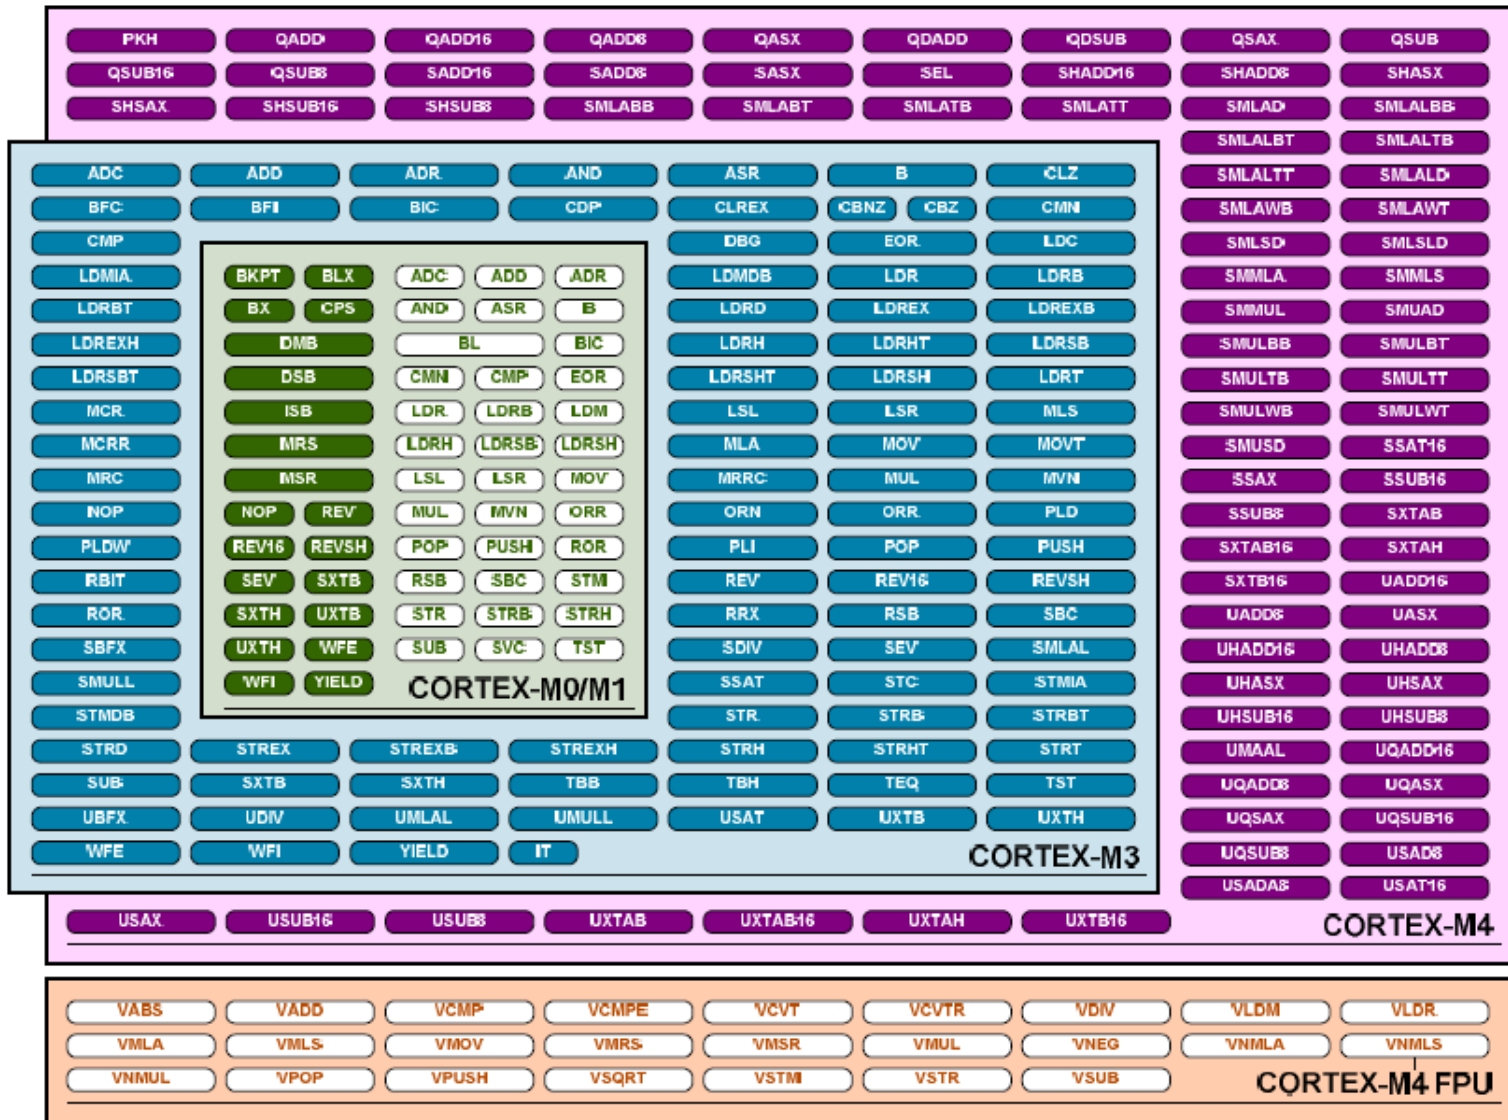 PKH QADD QADD16 QADD8 QASX QDADD QDSUB QSAX QSUB
QSUB16 QSUB8 SADD16 SADD8 SASX SEL SHADD16 SHADD8 SHASX
SHSAX SHSUB16 SHSUB8 SMLABB SMLABT SMLATB SMLATT SMLAD SMLALBB
SMLALBT SMLALTB
ADC ADD ADR AND ASR B CLZ SMLALTT SMLALD
BFC BFI BIC CDP CLREX CBNZ CBZ CMN SMLAWB SMLAWT
CMP DBG EOR LDC SMLSD SMLSLD
LDMIA BKPT BLX ADC ADD ADR LDMDB LDR LDRB SMMLA SMMLS
LDRBT BX CPS AND ASR B LDRD LDREX LDREXB SMMUL SMUAD
LDREXH DMB BL BIC LDRH LDRHT LDRSB SMULBB SMULBT
LDRSBT DSB CMN CMP EOR LDRSHT LDRSH LDRT SMULTB SMULTT
MCR ISB LDR LDRB LDM LSL LSR MLS SMULWB SMULWT
MCRR MRS LDRH LDRSB LDRSH MLA MOV MOVT SMUSD SSAT16
MRC MSR LSL LSR MOV MRRC MUL MVN SSAX SSUB16
NOP NOP REV MUL MVN ORR ORN ORR PLD SSUB8 SXTAB
PLDW REV16 REVSH POP PUSH ROR PLI POP PUSH SXTAB16 SXTAH
RBIT SEV SXTB RSB SBC STM REV REV16 REVSH SXTB16 UADD16
ROR SXTH UXTB STR STRB STRH RRX RSB SBC UADD8 UASX
SBFX UXTH WFE SUB SVC TST SDIV SEV SMLAL UHADD16 UHADD8
SMULL WFI YIELD CORTEX-M0/M1 SSAT STC STMIA UHASX UHSAX
STMDB STR STRB STRBT UHSUB16 UHSUB8
STRD STREX STREXB STREXH STRH STRHT STRT UMAAL UQADD16
SUB SXTB SXTH TBB TBH TEQ TST UQADD8 UQASX
UBFX UDIV UMLAL UMULL USAT UXTB UXTH UQSAX UQSUB16
WFE WFI YIELD IT CORTEX-M3 UQSUB8 USAD8
USADA8 USAT16
USAX USUB16 USUB8 UXTAB UXTAB16 UXTAH UXTB16 CORTEX-M4
VABS VADD VCMP VCMPE VCVT VCVTR VDIV VLDM VLDR
VMLA VMLS VMOV VMRS VMSR VMUL VNEG VNMLA VNMLS
VNMUL VPOP VPUSH VSQRT VSTM VSTR VSUB CORTEX-M4 FPU